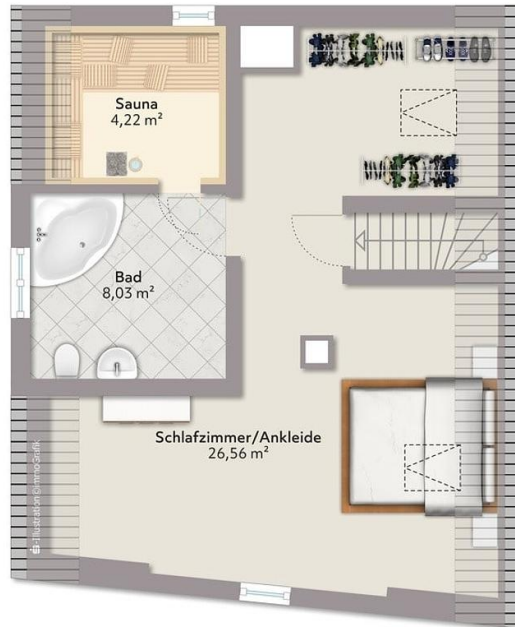 Sauna
4,22 m²
Bad
8,03 m²
Schlafzimmer/Ankleide
26,56 m²
Illustration©immoGrafik